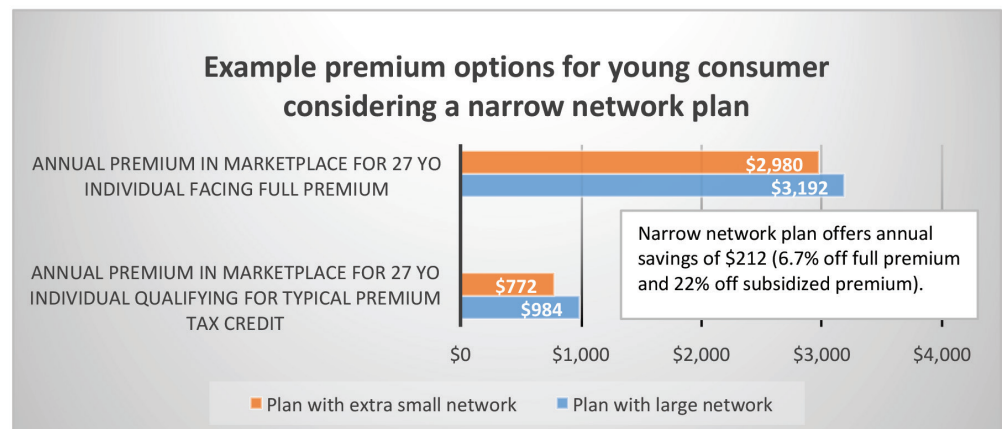 Example premium options for young consumer
considering a narrow network plan
ANNUAL PREMIUM IN MARKETPLACE FOR 27 YO
INDIVIDUAL FACING FULL PREMIUM
$2,980
$3,192
Narrow network plan offers annual
savings of $212 (6.7% off full premium
and 22% off subsidized premium).
ANNUAL PREMIUM IN MARKETPLACE FOR 27 YO
INDIVIDUAL QUALIFYING FOR TYPICAL PREMIUM
TAX CREDIT
$772
$984
$0 $1,000 $2,000 $3,000 $4,000
Plan with extra small network Plan with large network